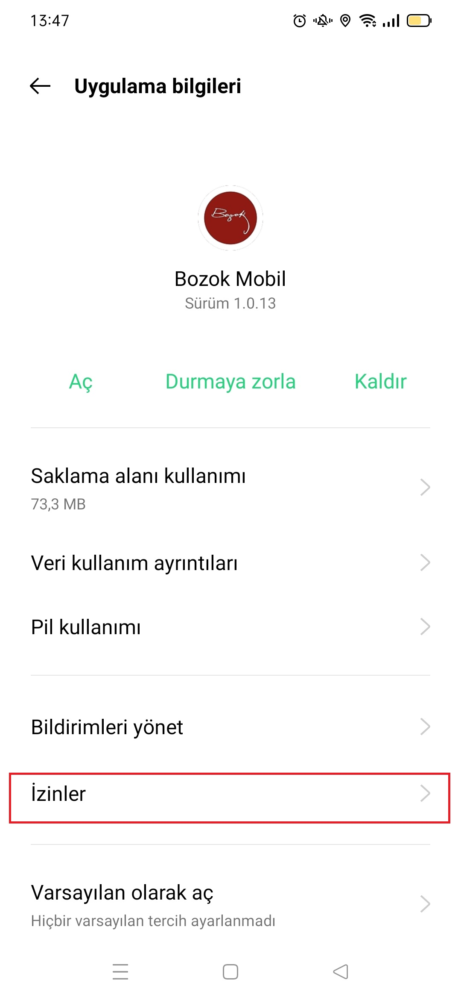 13:47
Uygulama bilgileri
Bozok
Bozok Mobil
Sürüm 1.0.13
Aç Durmaya zorla Kaldır
Saklama alanı kullanımı
73,3 MB
Veri kullanım ayrıntıları
Pil kullanımı
Bildirimleri yönet
İzinler
Varsayılan olarak aç
Hiçbir varsayılan tercih ayarlanmadı